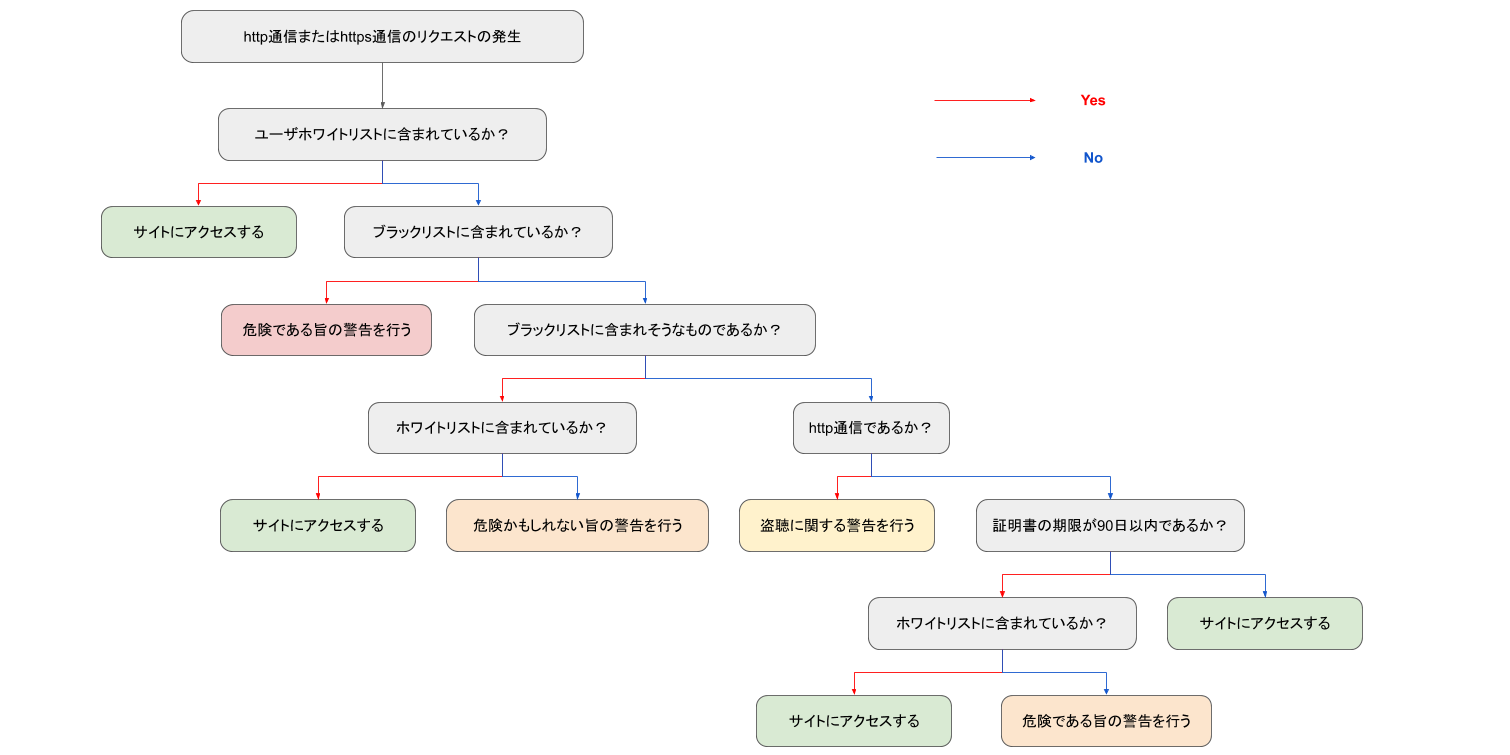 http通信またはhttps通信のリクエストの発生
Yes
ユーザホワイトリストに含まれているか？
No
サイトにアクセスする
ブラックリストに含まれているか？
危険である旨の警告を行う
ブラックリストに含まれそうなものであるか？
ホワイトリストに含まれているか？
http通信であるか？
サイトにアクセスする
危険かもしれない旨の警告を行う
盗聴に関する警告を行う
証明書の期限が90日以内であるか？
ホワイトリストに含まれているか？
サイトにアクセスする
サイトにアクセスする
危険である旨の警告を行う